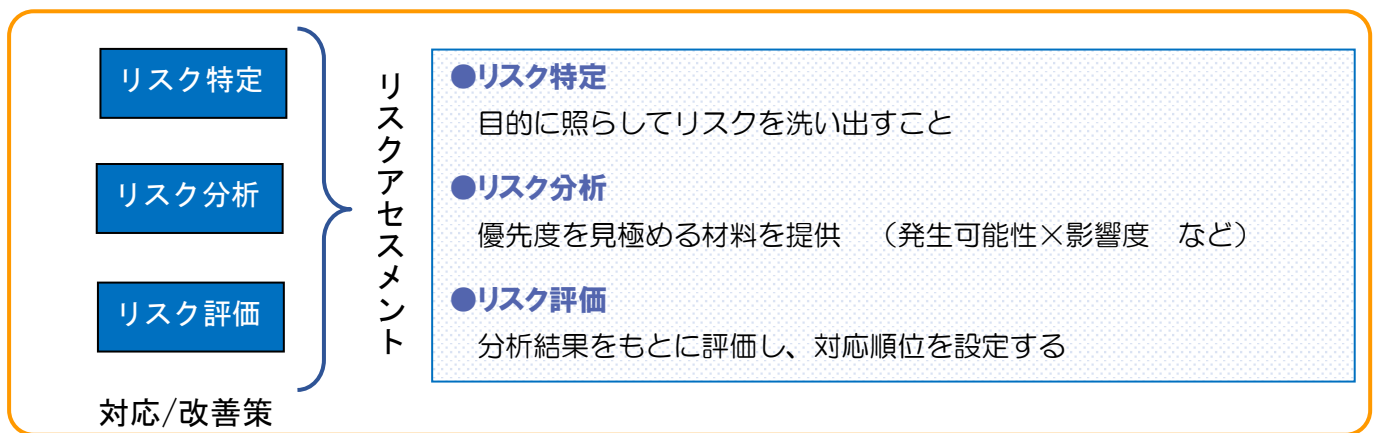 リスク特定
リスク分析
リスク評価
対応/改善策
リスクアセスメント
●リスク特定
目的に照らしてリスクを洗い出すこと
●リスク分析
優先度を見極める材料を提供　（発生可能性×影響度　など）
●リスク評価
分析結果をもとに評価し、対応順位を設定する